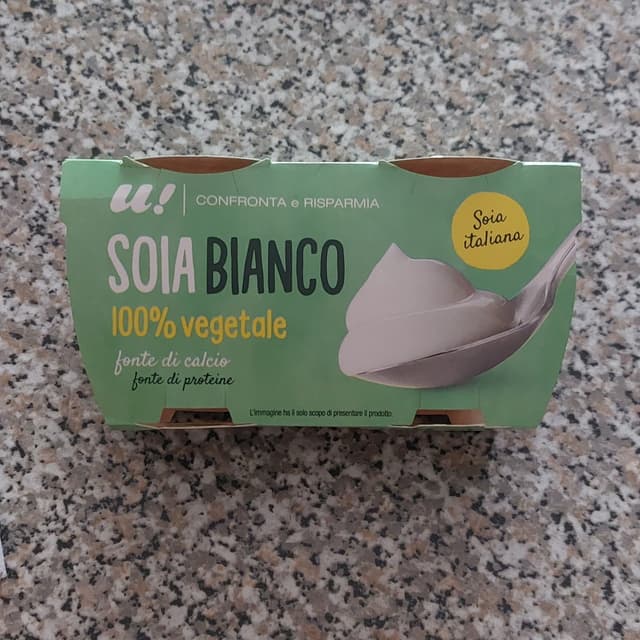 u! CONFRONTA e RISPARMIA
Soia
italiana
SOIA BIANCO
100% vegetale
fonte di calcio
fonte di proteine
L'immagine ha il solo scopo di presentare il prodotto.